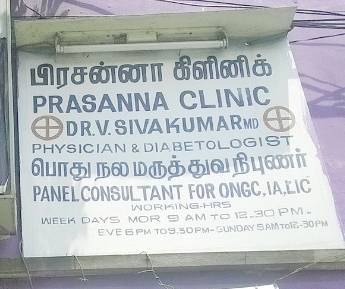 பிரசன்னா கிளினிக்
PRASANNA CLINIC
DR.V.SIVAKUMAR MD
PHYSICIAN & DIABETOLOGIST
பொது நல மருத்துவ நிபுணர்
PANEL CONSULTANT FOR ONGC, IA, LIC
WORKING-HRS
WEEK DAYS MOR 9 AM TO 12.30 PM-
EVE 6 PM TO 9.30PM-SUNDAY 9 AM TO 12-30 PM